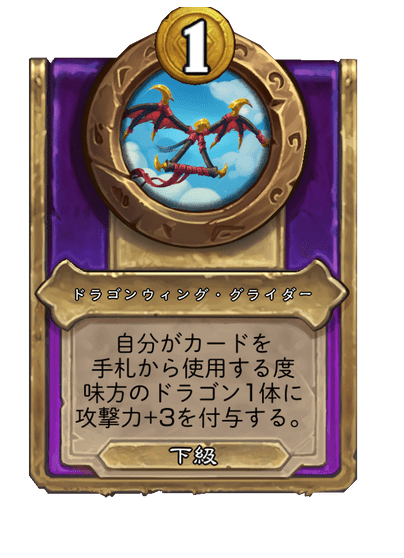 1
ドラゴンウィング・グライダー
自分がカードを
手札から使用する度
味方のドラゴン1体に
攻撃力+3を付与する。
下級